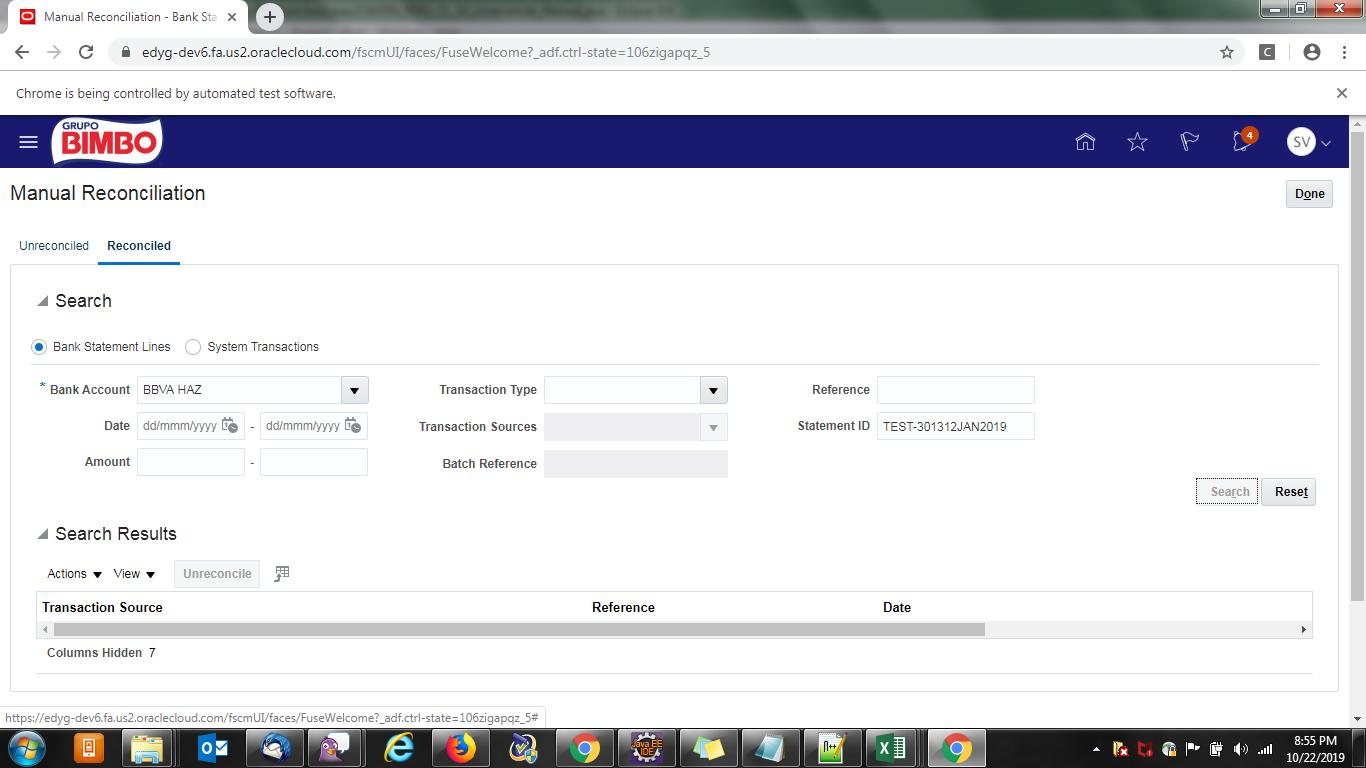 Manual Reconciliation - Bank Sta
edyg-dev6.fa.us2.oraclecloud.com/fscmUI/faces/FuseWelcome?_adf.ctrl-state=106zigapqz_5
C
Chrome is being controlled by automated test software.
GRUPO
BIMBO
4
SV
Manual Reconciliation
Done
Unreconciled Reconciled
Search
Bank Statement Lines System Transactions
* Bank Account BBVA HAZ Transaction Type Reference
Date dd/mmm/yyyy - dd/mmm/yyyy Transaction Sources Statement ID TEST-301312JAN2019
Amount - Batch Reference
Search Reset
Search Results
Actions View Unreconcile
Transaction Source Reference Date
Columns Hidden 7
https://edyg-dev6.fa.us2.oraclecloud.com/fscmUI/faces/FuseWelcome?_adf.ctrl-state=106zigapqz_5#
Java EE
IDE
8:55 PM
10/22/2019